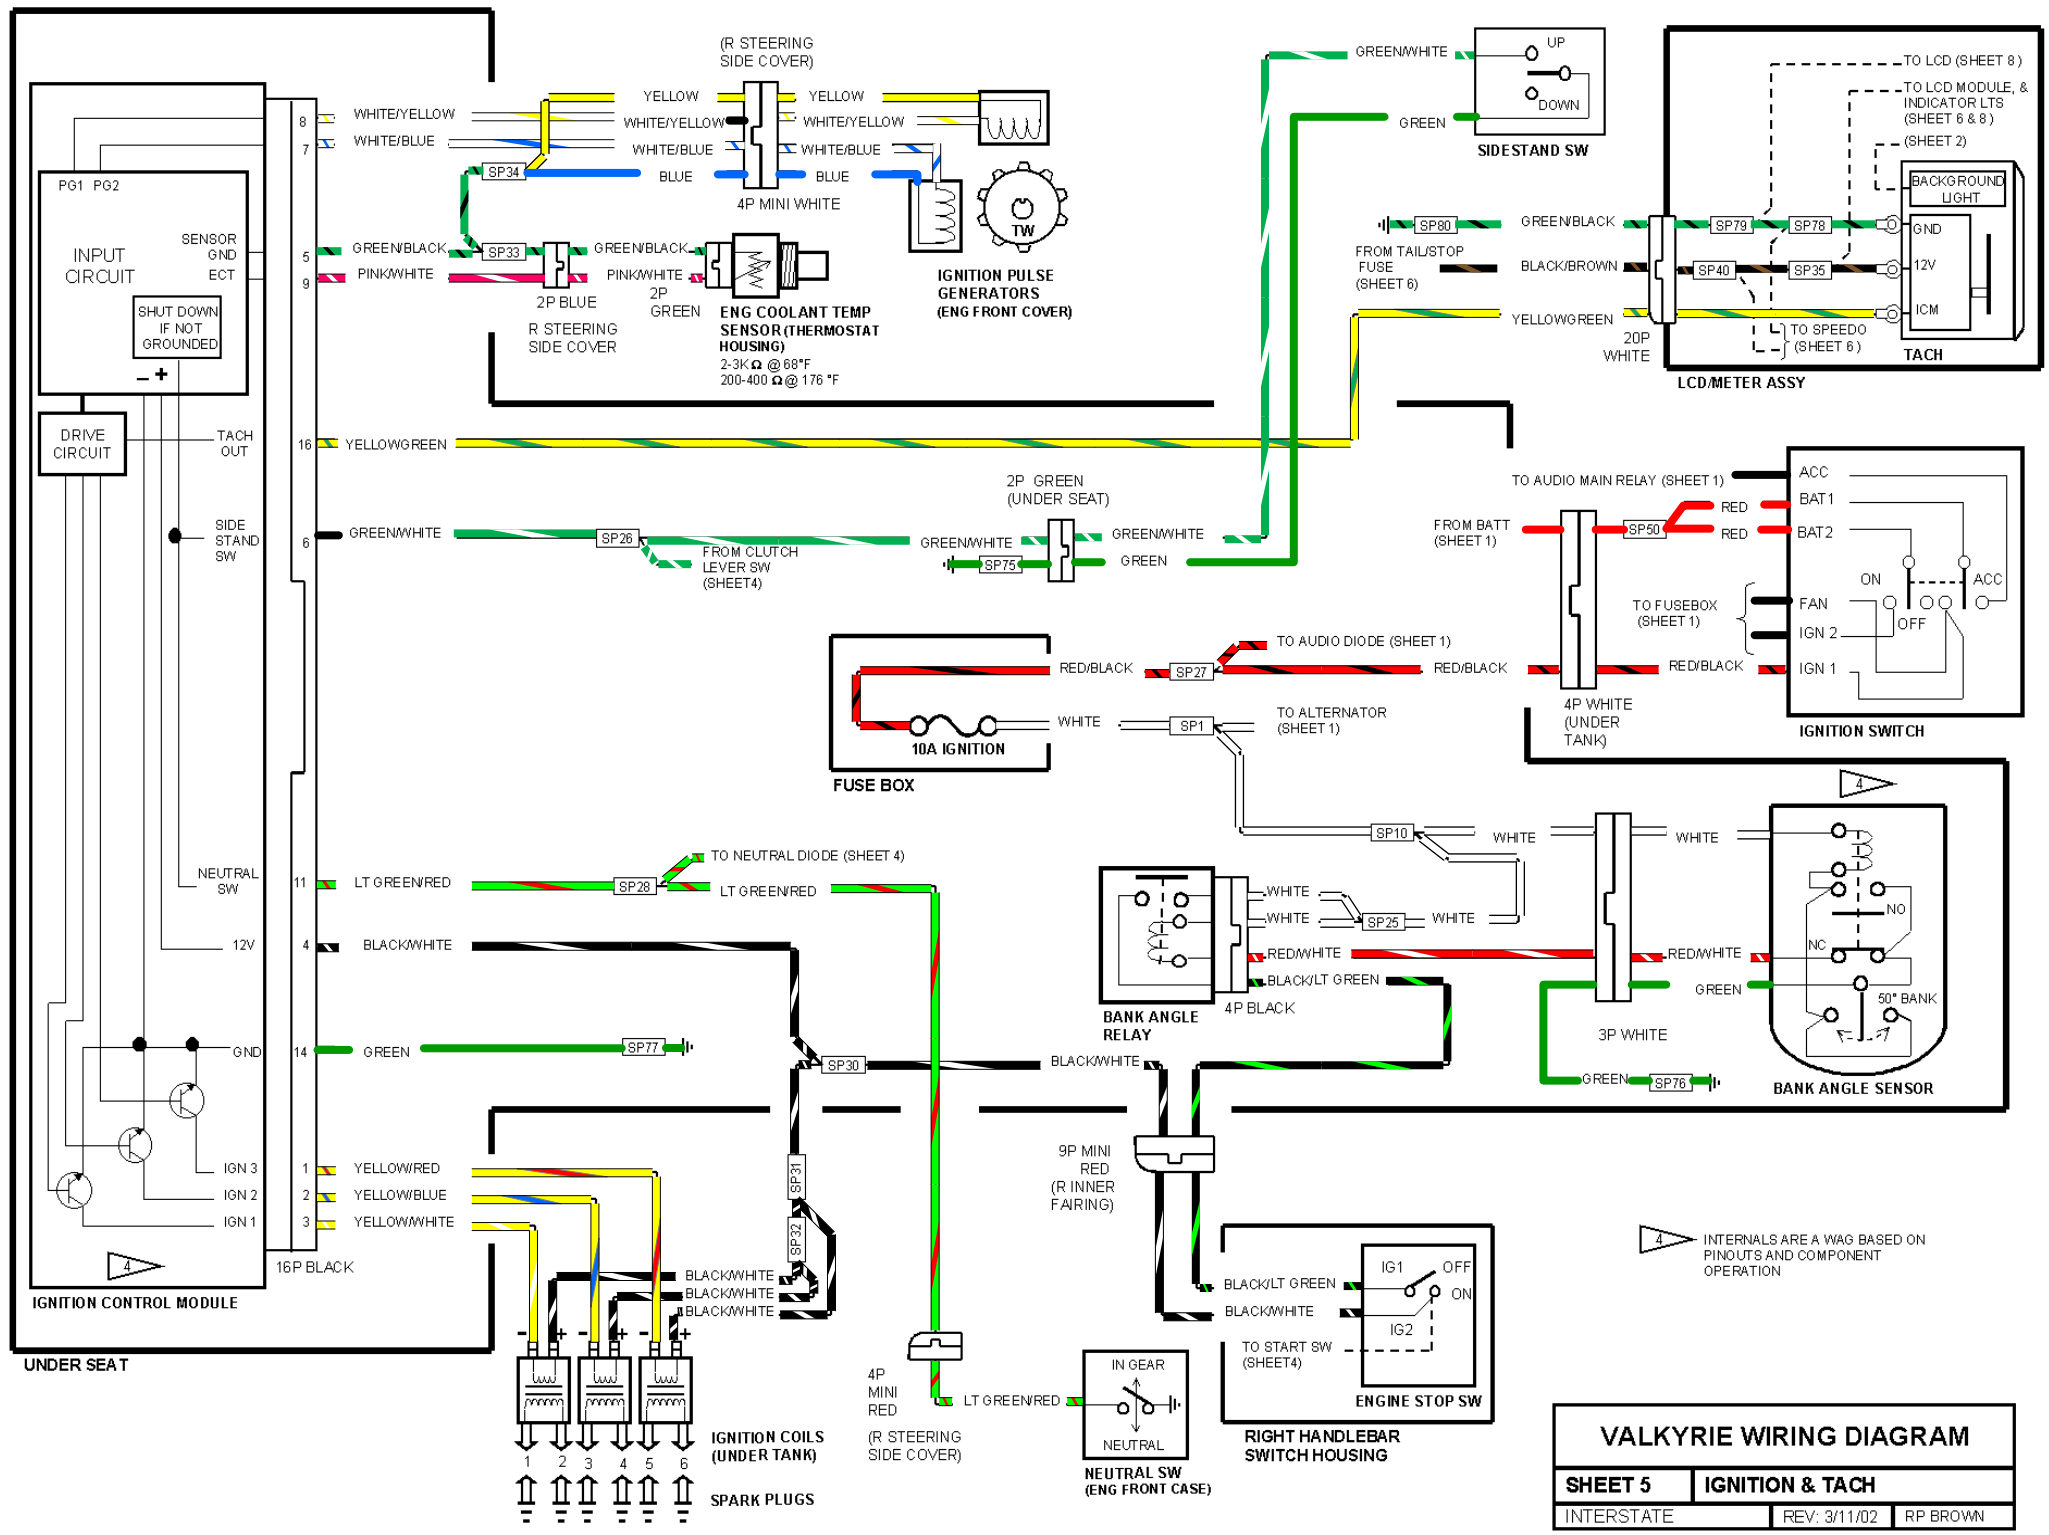 (R STEERING
SIDE COVER)
YELLOW
YELLOW
8
WHITE/YELLOW
WHITE/YELLOW
WHITE/YELLOW
7
WHITE/BLUE
WHITE/BLUE
WHITE/BLUE
SP34
BLUE
BLUE
4P MINI WHITE
PG1 PG2
INPUT
CIRCUIT
SENSOR
GND
ECT
5
GREEN/BLACK
SP33
GREEN/BLACK
9
PINK/WHITE
PINK/WHITE
2P BLUE
2P
GREEN
R STEERING
SIDE COVER
TW
IGNITION PULSE
GENERATORS
(ENG FRONT COVER)
ENG COOLANT TEMP
SENSOR (THERMOSTAT
HOUSING)
2-3K Ω @ 68°F
200-400 Ω @ 176 °F
SHUT DOWN
IF NOT
GROUNDED
– +
DRIVE
CIRCUIT
TACH
OUT
16
YELLOWGREEN
SIDE
STAND
SW
6
GREEN/WHITE
SP26
FROM CLUTCH
LEVER SW
(SHEET4)
2P GREEN
(UNDER SEAT)
GREEN/WHITE
GREEN/WHITE
SP75
GREEN
GREEN/WHITE
GREEN
UP
DOWN
SIDESTAND SW
TO LCD (SHEET 8 )
TO LCD MODULE, &
INDICATOR LTS
(SHEET 6 & 8 )
(SHEET 2)
BACKGROUND
LIGHT
SP80
GREEN/BLACK
SP79
SP78
GND
FROM TAIL/STOP
FUSE
(SHEET 6)
BLACK/BROWN
SP40
SP35
12V
YELLOWGREEN
ICM
20P
WHITE
TO SPEEDO
(SHEET 6 )
TACH
LCD/METER ASSY
TO AUDIO MAIN RELAY (SHEET 1)
ACC
FROM BATT
(SHEET 1)
SP50
RED
RED
BAT1
BAT2
ON
ACC
OFF
TO FUSEBOX
(SHEET 1)
FAN
IGN 2
IGN 1
RED/BLACK
4P WHITE
(UNDER
TANK)
IGNITION SWITCH
TO AUDIO DIODE (SHEET 1)
RED/BLACK
SP27
RED/BLACK
WHITE
SP1
TO ALTERNATOR
(SHEET 1)
10A IGNITION
FUSE BOX
4
SP10
WHITE
WHITE
NEUTRAL
SW
11
LT GREEN/RED
SP28
TO NEUTRAL DIODE (SHEET 4)
LT GREEN/RED
12V
4
BLACK/WHITE
WHITE
WHITE
SP25
WHITE
RED/WHITE
BLACK/LT GREEN
4P BLACK
BANK ANGLE
RELAY
NO
NC
RED/WHITE
GREEN
50° BANK
3P WHITE
GREEN
SP76
BANK ANGLE SENSOR
GND
14
GREEN
SP77
SP30
BLACK/WHITE
9P MINI
RED
(R INNER
FAIRING)
IGN 3
1
YELLOW/RED
IGN 2
2
YELLOW/BLUE
IGN 1
3
YELLOW/WHITE
SP31
SP32
4
16P BLACK
IGNITION CONTROL MODULE
UNDER SEAT
BLACK/WHITE
BLACK/WHITE
BLACK/WHITE
- + - + - +
IGNITION COILS
(UNDER TANK)
1 2 3 4 5 6
SPARK PLUGS
4P
MINI
RED
(R STEERING
SIDE COVER)
LT GREEN/RED
IN GEAR
NEUTRAL
NEUTRAL SW
(ENG FRONT CASE)
BLACK/LT GREEN
BLACK/WHITE
TO START SW
(SHEET4)
IG1
OFF
ON
IG2
ENGINE STOP SW
RIGHT HANDLEBAR
SWITCH HOUSING
4
INTERNALS ARE A WAG BASED ON
PINOUTS AND COMPONENT
OPERATION
VALKYRIE WIRING DIAGRAM
SHEET 5
IGNITION & TACH
INTERSTATE
REV: 3/11/02
RP BROWN